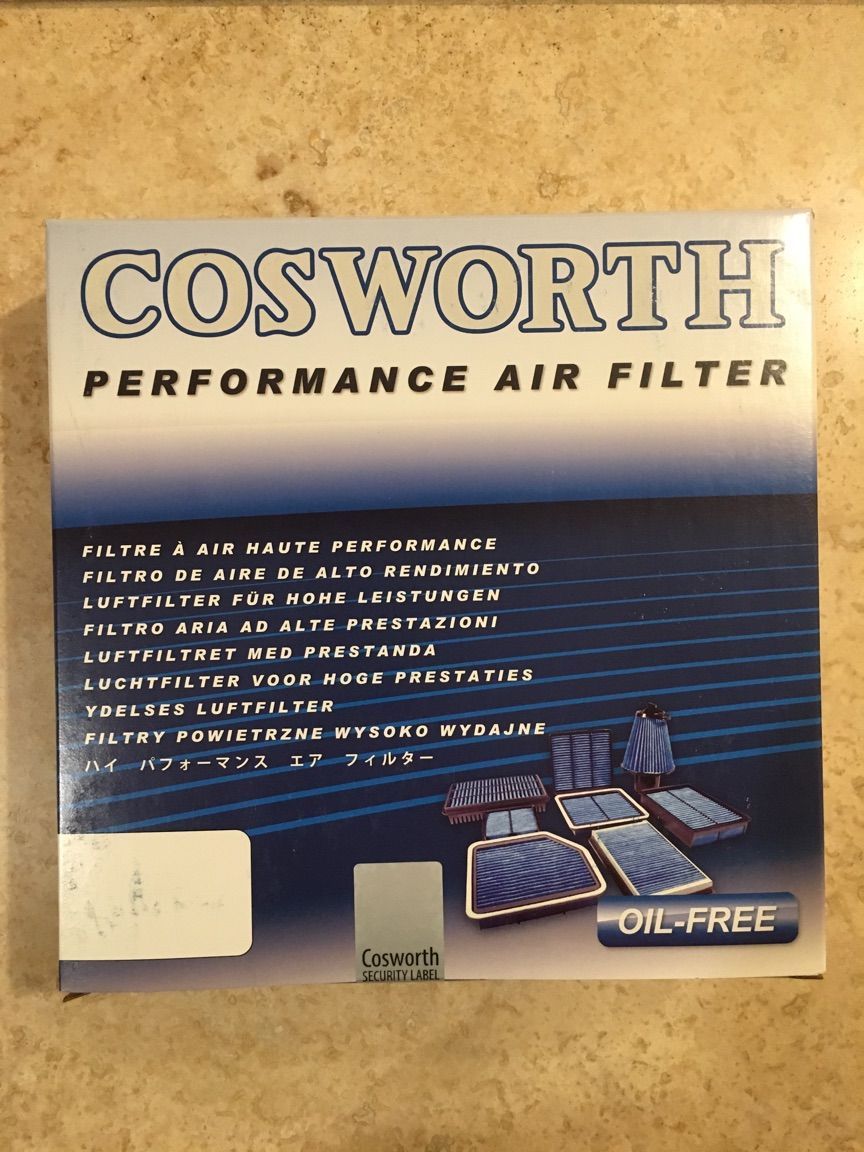 COSWORTH
PERFORMANCE AIR FILTER
FILTRE À AIR HAUTE PERFORMANCE
FILTRO DE AIRE DE ALTO RENDIMIENTO
LUFTFILTER FÜR HOHE LEISTUNGEN
FILTRO ARIA AD ALTE PRESTAZIONI
LUFTFILTRET MED PRESTANDA
LUCHTFILTER VOOR HOGE PRESTATIES
YDELSES LUFTFILTER
FILTRY POWIETRZNE WYSOKO WYDAJNE
ハイ パフォーマンス エア フィルター
OIL-FREE
Cosworth
SECURITY LABEL